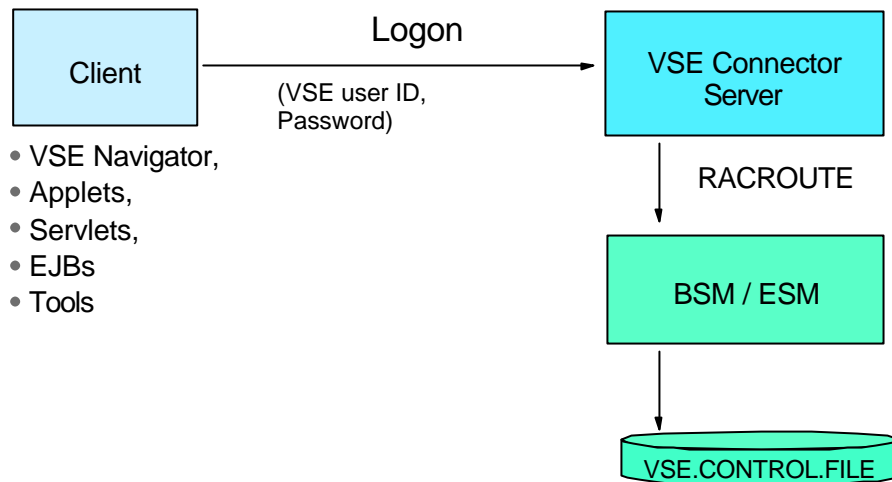 Client
Logon
(VSE user ID,
Password)
VSE Connector
Server
• VSE Navigator,
• Applets,
• Servlets,
• EJBs
• Tools
RACROUTE
BSM / ESM
VSE.CONTROL.FILE